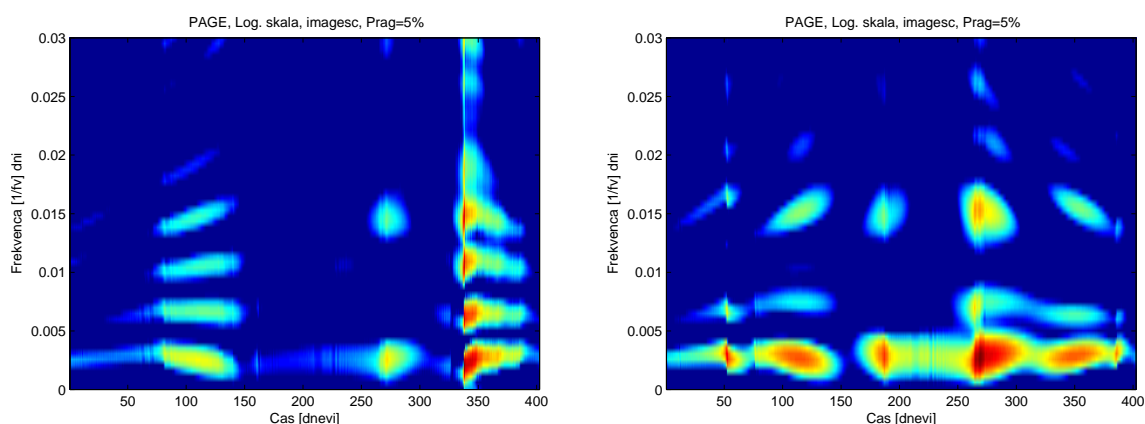 PAGE, Log. skala, imagesc, Prag=5%
Frekvenca [1/fv] dni
0.03
0.025
0.02
0.015
0.01
0.005
0
50 100 150 200 250 300 350 400
Cas [dnevi]
PAGE, Log. skala, imagesc, Prag=5%
Frekvenca [1/fv] dni
0.03
0.025
0.02
0.015
0.01
0.005
0
50 100 150 200 250 300 350 400
Cas [dnevi]